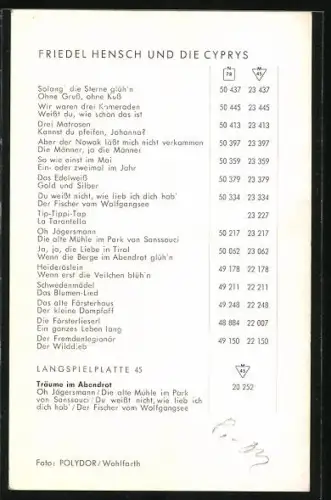 FRIEDEL HENSCH UND DIE CYPRYS
N 78 M 45
Solang' die Sterne glüh'n 50 437 23 437
Ohne Gruß, ohne Kuß
Wir waren drei Kameraden 50 445 23 445
Weißt du, wie schön das ist
Drei Matrosen 50 413 23 413
Kannst du pfeifen, Johanna?
Aber der Nowak läßt mich nicht verkommen 50 397 23 397
Die Männer, ja die Männer
So wie einst im Mai 50 359 23 359
Ein- oder zweimal im Jahr
Das Edelweiß 50 379 23 379
Gold und Silber
Du weißt nicht, wie lieb ich dich hab' 50 334 23 334
Der Fischer vom Wolfgangsee
Tip-Tippi-Tap 23 227
La Tarantella
Oh Jägersmann 50 217 23 217
Die alte Mühle im Park von Sanssouci
Ja, ja, die Liebe in Tirol 50 062 23 062
Wenn die Berge im Abendrot glüh'n
Heideröslein 49 178 22 178
Wenn erst die Veilchen blüh'n
Schwedenmädel 49 211 22 211
Das Blumen-Lied
Das alte Försterhaus 49 248 22 248
Der kleine Dampfaff
Die Försterlieserl 48 884 22 007
Ein ganzes Leben lang
Der Fremdenlegionär 49 150 22 150
Der Wilddieb
LANGSPIELPLATTE 45 45
Träume im Abendrot 20 252
Oh Jägersmann / Die alte Mühle im Park
von Sanssouci / Du weißt nicht, wie lieb ich
dich hab' / Der Fischer vom Wolfgangsee
Foto: POLYDOR/Wahlfarth